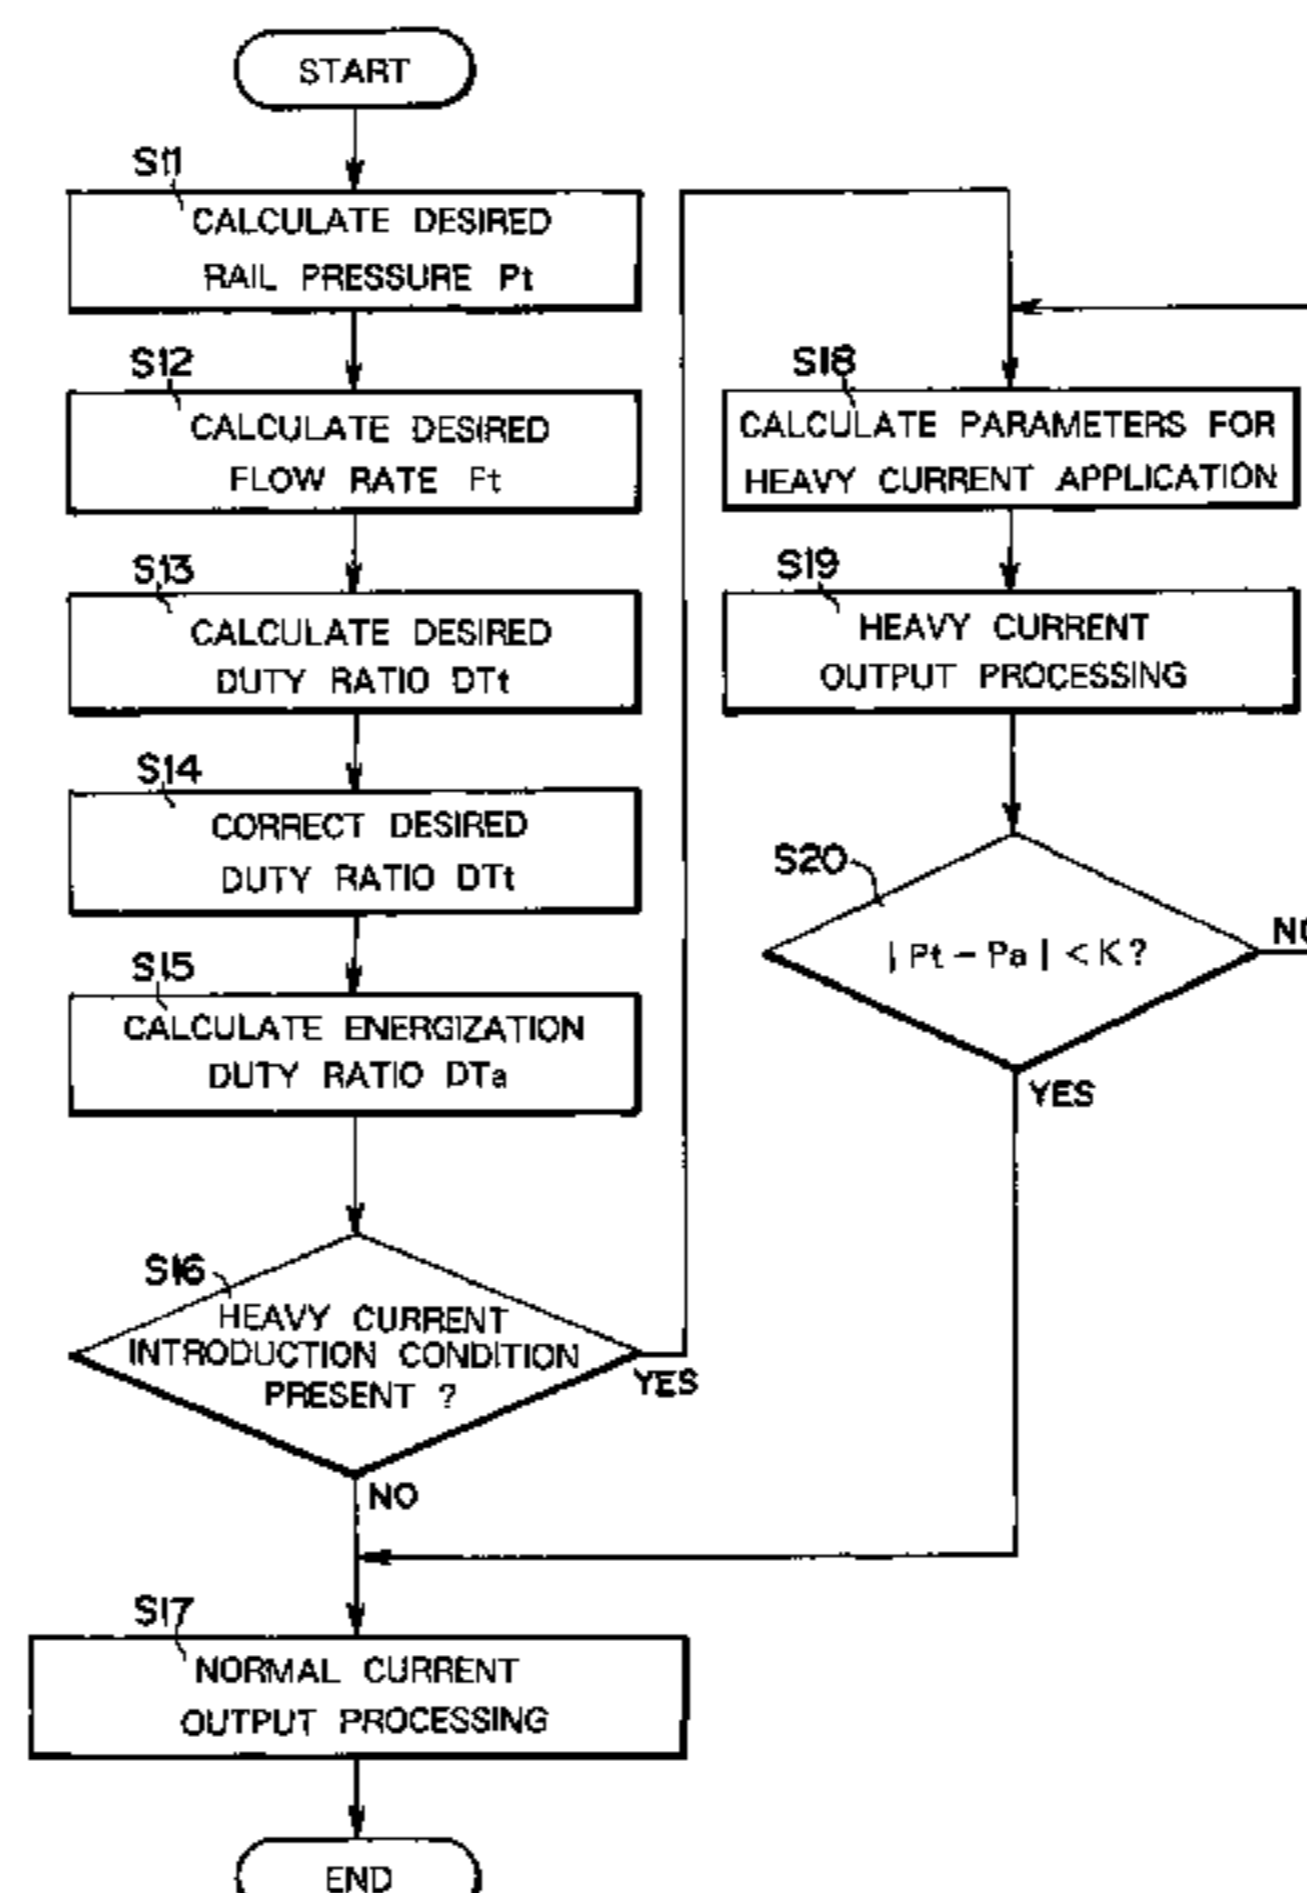 START
S11
CALCULATE DESIRED
RAIL PRESSURE Pt
S12
CALCULATE DESIRED
FLOW RATE Ft
S13
CALCULATE DESIRED
DUTY RATIO DTt
S14
CORRECT DESIRED
DUTY RATIO DTt
S15
CALCULATE ENERGIZATION
DUTY RATIO DTa
S16
HEAVY CURRENT
INTRODUCTION CONDITION
PRESENT ?
YES
NO
S17
NORMAL CURRENT
OUTPUT PROCESSING
END
S18
CALCULATE PARAMETERS FOR
HEAVY CURRENT APPLICATION
S19
HEAVY CURRENT
OUTPUT PROCESSING
S20
| Pt - Pa | < K ?
NO
YES